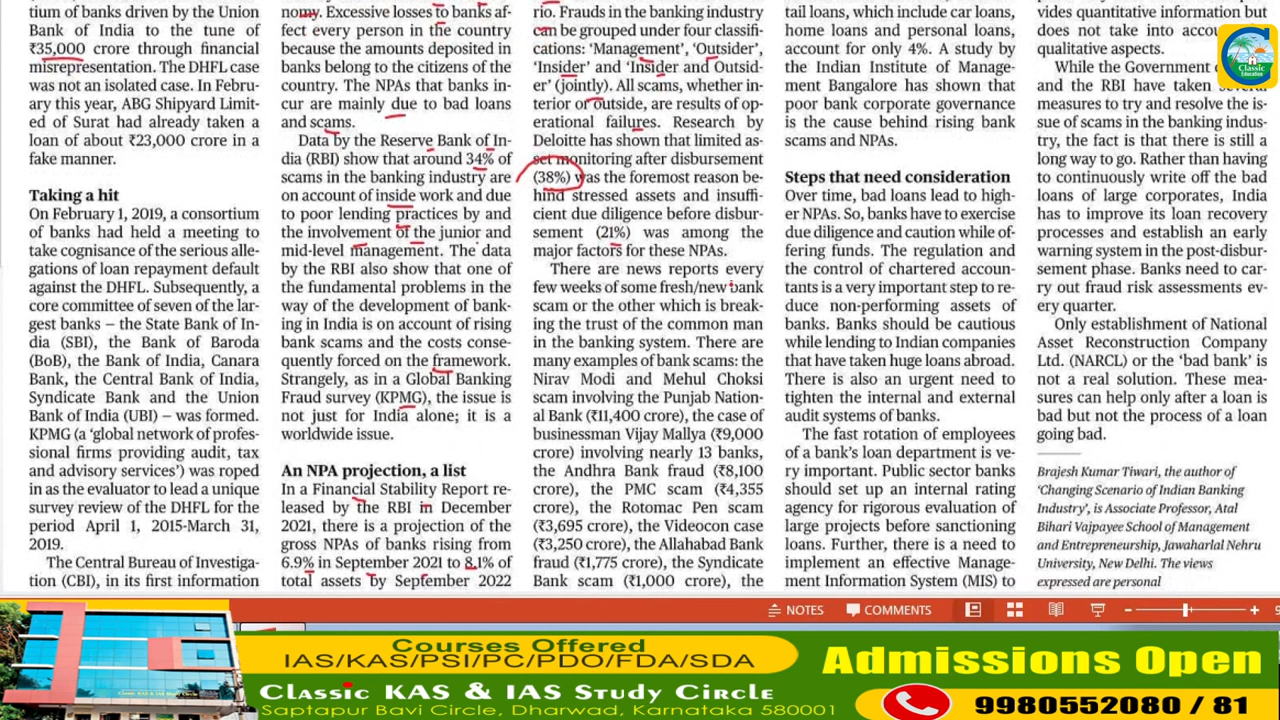 tium of banks driven by the Union
Bank of India to the tune of
₹35,000 crore through financial
misrepresentation. The DHFL case
was not an isolated case. In Febru-
ary this year, ABG Shipyard Limit-
ed of Surat had already taken a
loan of about ₹23,000 crore in a
fake manner.
Taking a hit
On February 1, 2019, a consortium
of banks had held a meeting to
take cognisance of the serious alle-
gations of loan repayment default
against the DHFL. Subsequently, a
core committee of seven of the lar-
gest banks – the State Bank of In-
dia (SBI), the Bank of Baroda
(BoB), the Bank of India, Canara
Bank, the Central Bank of India,
Syndicate Bank and the Union
Bank of India (UBI) – was formed.
KPMG (a ‘global network of profes-
sional firms providing audit, tax
and advisory services’) was roped
in as the evaluator to lead a unique
survey review of the DHFL for the
period April 1, 2015-March 31,
2019.
The Central Bureau of Investiga-
tion (CBI), in its first information
nomy. Excessive losses to banks af-
fect every person in the country
because the amounts deposited in
banks belong to the citizens of the
country. The NPAs that banks in-
cur are mainly due to bad loans
and scams.
Data by the Reserve Bank of In-
dia (RBI) show that around 34% of
scams in the banking industry are
on account of inside work and due
to poor lending practices by and
the involvement of the junior and
mid-level management. The data
by the RBI also show that one of
the fundamental problems in the
way of the development of bank-
ing in India is on account of rising
bank scams and the costs conse-
quently forced on the framework.
Strangely, as in a Global Banking
Fraud survey (KPMG), the issue is
not just for India alone; it is a
worldwide issue.
An NPA projection, a list
In a Financial Stability Report re-
leased by the RBI in December
2021, there is a projection of the
gross NPAs of banks rising from
6.9% in September 2021 to 8.1% of
total assets by September 2022
rio. Frauds in the banking industry
can be grouped under four classifi-
cations: ‘Management’, ‘Outsider’,
‘Insider’ and ‘Insider and Outsid-
er’ (jointly). All scams, whether in-
terior or outside, are results of op-
erational failures. Research by
Deloitte has shown that limited as-
set monitoring after disbursement
(38%) was the foremost reason be-
hind stressed assets and insuffi-
cient due diligence before disbur-
sement (21%) was among the
major factors for these NPAs.
There are news reports every
few weeks of some fresh/new bank
scam or the other which is break-
ing the trust of the common man
in the banking system. There are
many examples of bank scams: the
Nirav Modi and Mehul Choksi
scam involving the Punjab Nation-
al Bank (₹11,400 crore), the case of
businessman Vijay Mallya (₹9,000
crore) involving nearly 13 banks,
the Andhra Bank fraud (₹8,100
crore), the PMC scam (₹4,355
crore), the Rotomac Pen scam
(₹3,695 crore), the Videocon case
(₹3,250 crore), the Allahabad Bank
fraud (₹1,775 crore), the Syndicate
Bank scam (₹1,000 crore), the
tail loans, which include car loans,
home loans and personal loans,
account for only 4%. A study by
the Indian Institute of Manage-
ment Bangalore has shown that
poor bank corporate governance
is the cause behind rising bank
scams and NPAs.
Steps that need consideration
Over time, bad loans lead to high-
er NPAs. So, banks have to exercise
due diligence and caution while of-
fering funds. The regulation and
the control of chartered accoun-
tants is a very important step to re-
duce non-performing assets of
banks. Banks should be cautious
while lending to Indian companies
that have taken huge loans abroad.
There is also an urgent need to
tighten the internal and external
audit systems of banks.
The fast rotation of employees
of a bank’s loan department is ve-
ry important. Public sector banks
should set up an internal rating
agency for rigorous evaluation of
large projects before sanctioning
loans. Further, there is a need to
implement an effective Manage-
ment Information System (MIS) to
vides quantitative information but
does not take into
qualitative aspects.
While the Government
and the RBI have taken several
measures to try and resolve the is-
sue of scams in the banking indus-
try, the fact is that there is still a
long way to go. Rather than having
to continuously write off the bad
loans of large corporates, India
has to improve its loan recovery
processes and establish an early
warning system in the post-disbur-
sement phase. Banks need to car-
ry out fraud risk assessments ev-
ery quarter.
Only establishment of National
Asset Reconstruction Company
Ltd. (NARCL) or the ‘bad bank’ is
not a real solution. These mea-
sures can help only after a loan is
bad but not the process of a loan
going bad.
Brajesh Kumar Tiwari, the author of
‘Changing Scenario of Indian Banking
Industry’, is Associate Professor, Atal
Bihari Vajpayee School of Management
and Entrepreneurship, Jawaharlal Nehru
University, New Delhi. The views
expressed are personal
Classic
Education
NOTES
COMMENTS
Courses Offered
IAS/KAS/PSI/PC/PDO/FDA/SDA
Classic KAS & IAS Study Circle
Saptapur Bavi Circle, Dharwad, Karnataka 580001
Admissions Open
9980552080 / 81